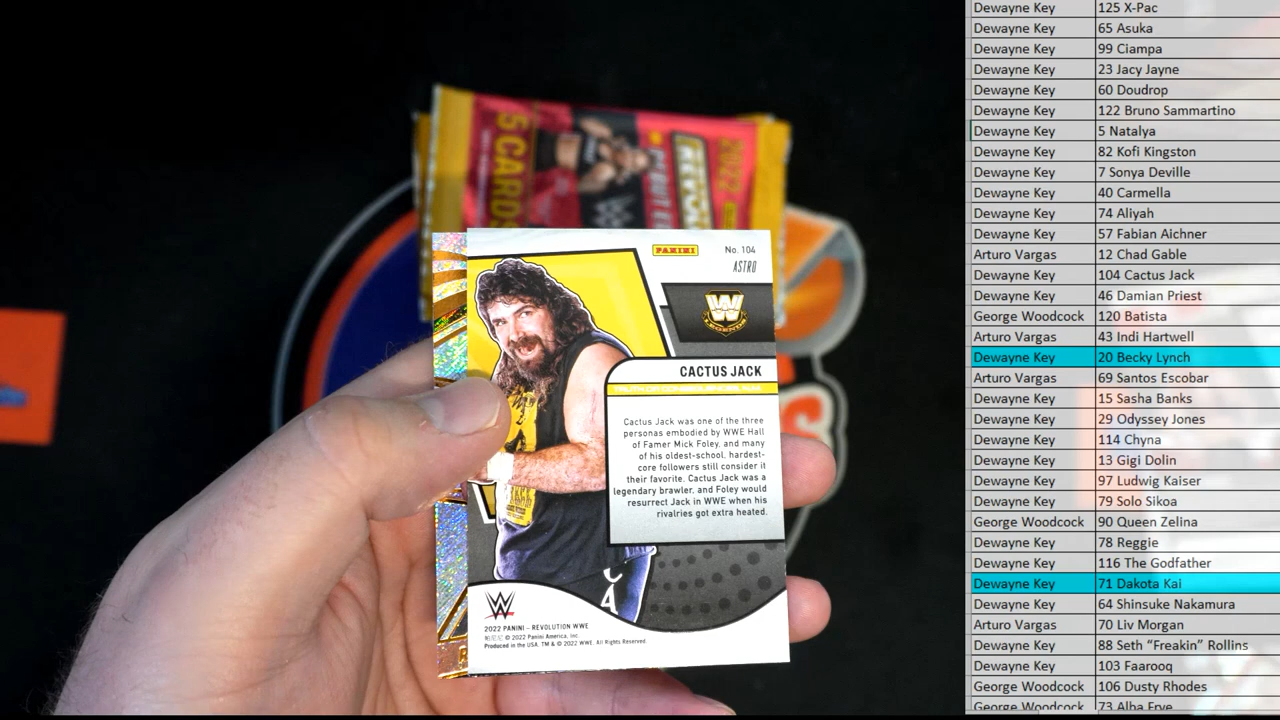 5 CARDS
2022
PANINI
No. 104
ASTRO
LEGENDS
CACTUS JACK
Cactus Jack was one of the three
personas embodied by WWE Hall
of Famer Mick Foley, and many
of his oldest-school, hardest-
core followers still consider it
their favorite. Cactus Jack was a
legendary brawler, and Foley would
resurrect Jack in WWE when his
rivalries got extra heated.
2022 PANINI – REVOLUTION WWE
帕尼尼 © 2022 Panini America, Inc.
Produced in the USA. TM & © 2022 WWE. All Rights Reserved.
Dewayne Key 125 X-Pac
Dewayne Key 65 Asuka
Dewayne Key 99 Ciampa
Dewayne Key 23 Jacy Jayne
Dewayne Key 60 Doudrop
Dewayne Key 122 Bruno Sammartino
Dewayne Key 5 Natalya
Dewayne Key 82 Kofi Kingston
Dewayne Key 7 Sonya Deville
Dewayne Key 40 Carmella
Dewayne Key 74 Aliyah
Dewayne Key 57 Fabian Aichner
Arturo Vargas 12 Chad Gable
Dewayne Key 104 Cactus Jack
Dewayne Key 46 Damian Priest
George Woodcock 120 Batista
Arturo Vargas 43 Indi Hartwell
Dewayne Key 20 Becky Lynch
Arturo Vargas 69 Santos Escobar
Dewayne Key 15 Sasha Banks
Dewayne Key 29 Odyssey Jones
Dewayne Key 114 Chyna
Dewayne Key 13 Gigi Dolin
Dewayne Key 97 Ludwig Kaiser
Dewayne Key 79 Solo Sikoa
George Woodcock 90 Queen Zelina
Dewayne Key 78 Reggie
Dewayne Key 116 The Godfather
Dewayne Key 71 Dakota Kai
Dewayne Key 64 Shinsuke Nakamura
Arturo Vargas 70 Liv Morgan
Dewayne Key 88 Seth “Freakin” Rollins
Dewayne Key 103 Faarooq
George Woodcock 106 Dusty Rhodes
George Woodcock 73 Alba Fyre